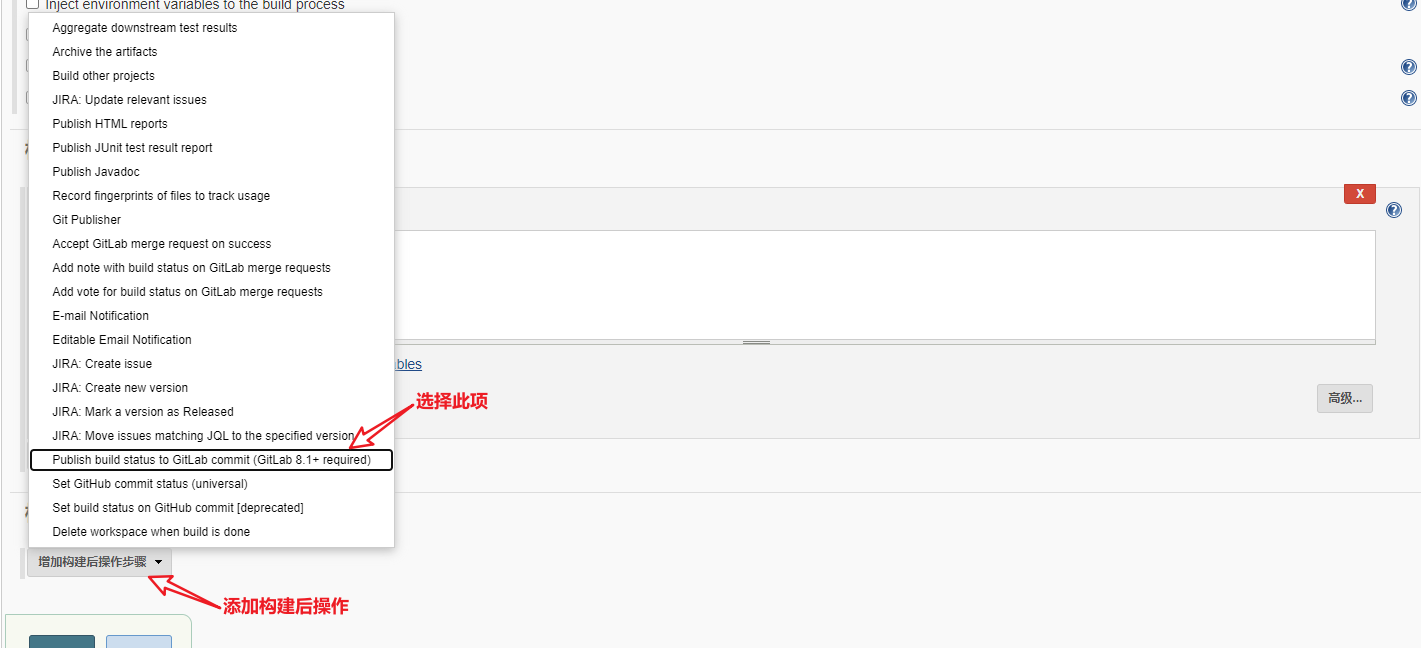 Inject environment variables to the build process
Aggregate downstream test results
Archive the artifacts
Build other projects
JIRA: Update relevant issues
Publish HTML reports
Publish JUnit test result report
Publish Javadoc
Record fingerprints of files to track usage
X
Git Publisher
Accept GitLab merge request on success
Add note with build status on GitLab merge requests
Add vote for build status on GitLab merge requests
E-mail Notification
Editable Email Notification
JIRA: Create issue
bles
JIRA: Create new version
高级...
选择此项
JIRA: Mark a version as Released
JIRA: Move issues matching JQL to the specified version
Publish build status to GitLab commit (GitLab 8.1+ required)
Set GitHub commit status (universal)
Set build status on GitHub commit [deprecated]
Delete workspace when build is done
增加构建后操作步骤
添加构建后操作